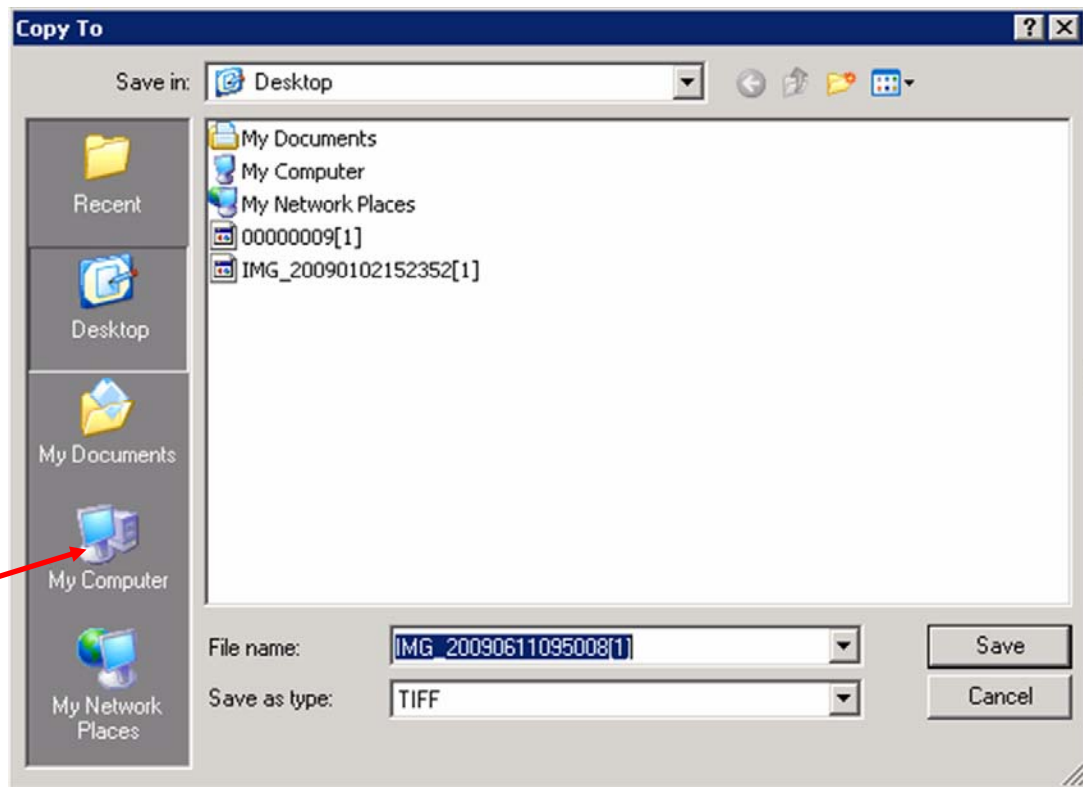 Copy To
Save in:
Desktop
Recent
Desktop
My Documents
My Computer
My Network
Places
My Documents
My Computer
My Network Places
00000009[1]
IMG_20090102152352[1]
File name:
IMG_20090611095008[1]
Save
Save as type:
TIFF
Cancel